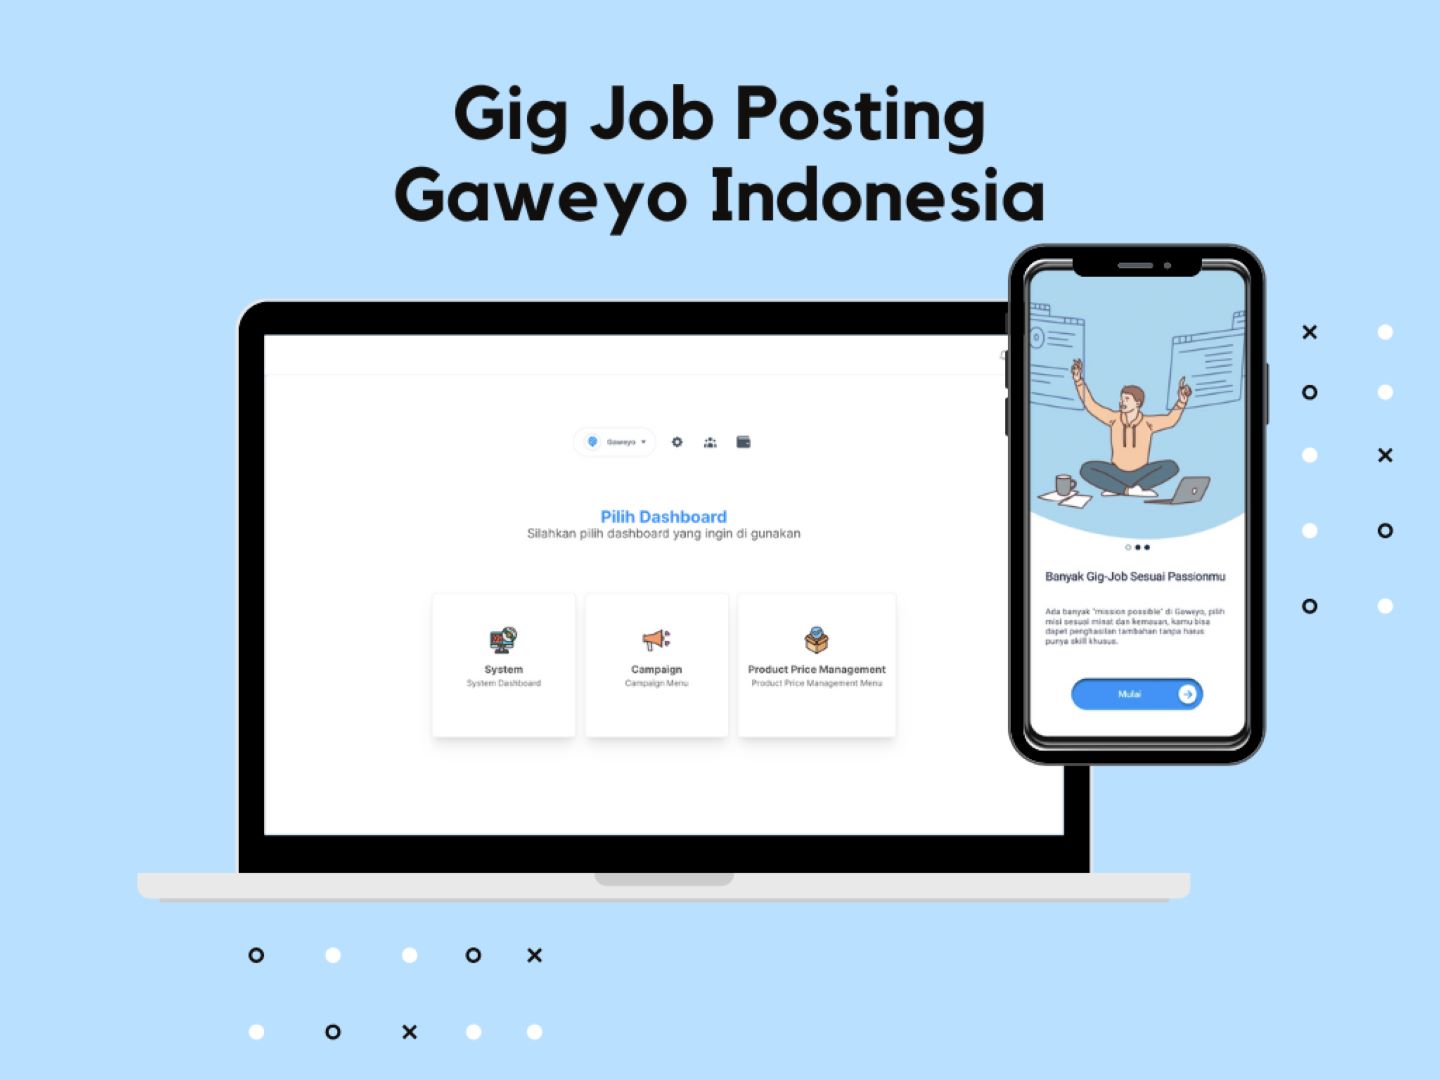 Gig Job Posting
Gaweyo Indonesia
Gaweyo
Pilih Dashboard
Silahkan pilih dashboard yang ingin di gunakan
System
System Dashboard
Campaign
Campaign Menu
Product Price Management
Product Price Management Menu
Banyak Gig-Job Sesuai Passionmu
Ada banyak "mission possible" di Gaweyo, pilih
misi sesuai minat dan kemauan, kamu bisa
dapet penghasilan tambahan tanpa harus
punya skill khusus.
Mulai